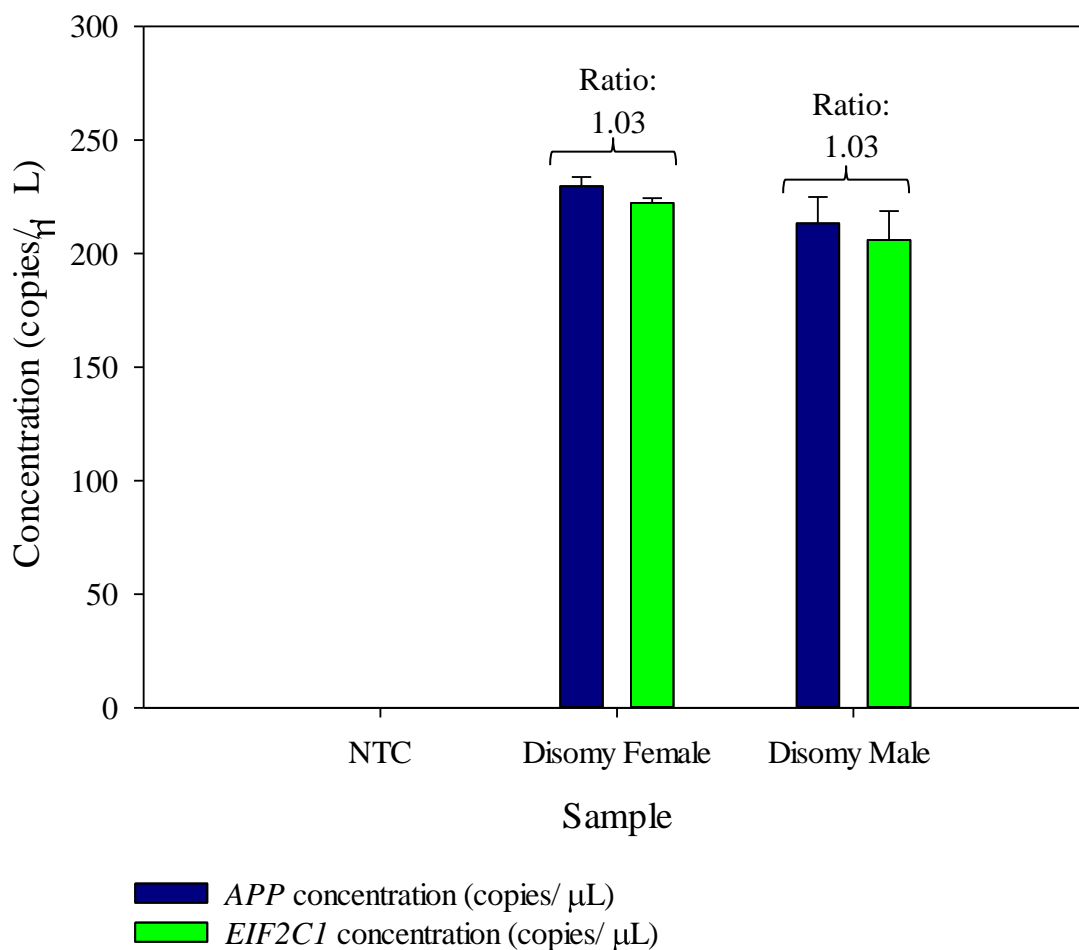 300
250
200
150
100
50
0
Concentration (copies/ L)
Ratio:
1.03
Ratio:
1.03
NTC
Disomy Female
Disomy Male
Sample
APP concentration (copies/ μL)
EIF2C1 concentration (copies/ μL)